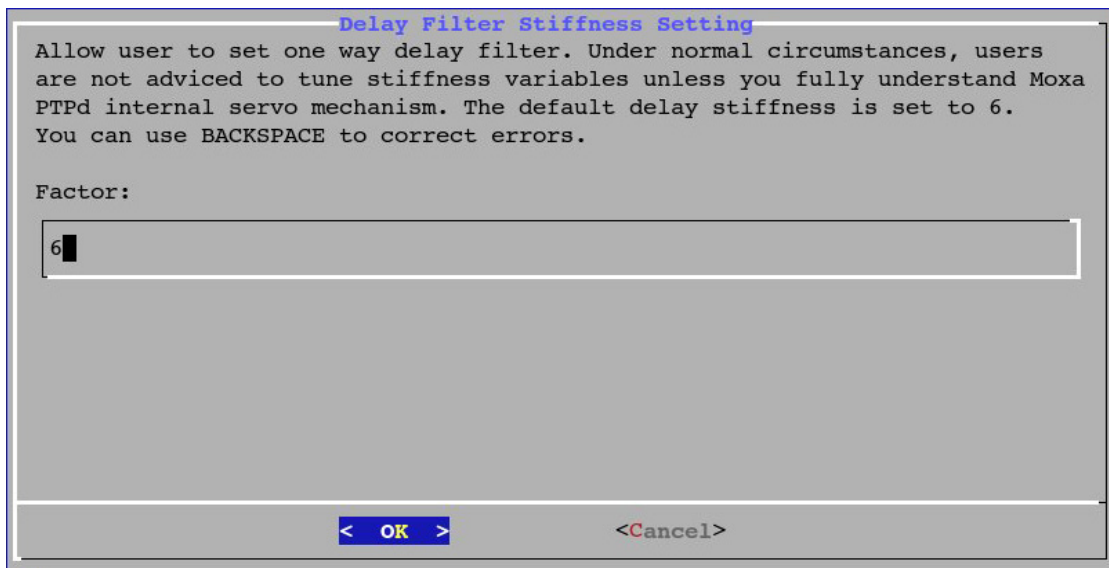 Delay Filter Stiffness Setting
Allow user to set one way delay filter. Under normal circumstances, users
are not adviced to tune stiffness variables unless you fully understand Moxa
PTPd internal servo mechanism. The default delay stiffness is set to 6.
You can use BACKSPACE to correct errors.
Factor:
6
< OK > <Cancel>